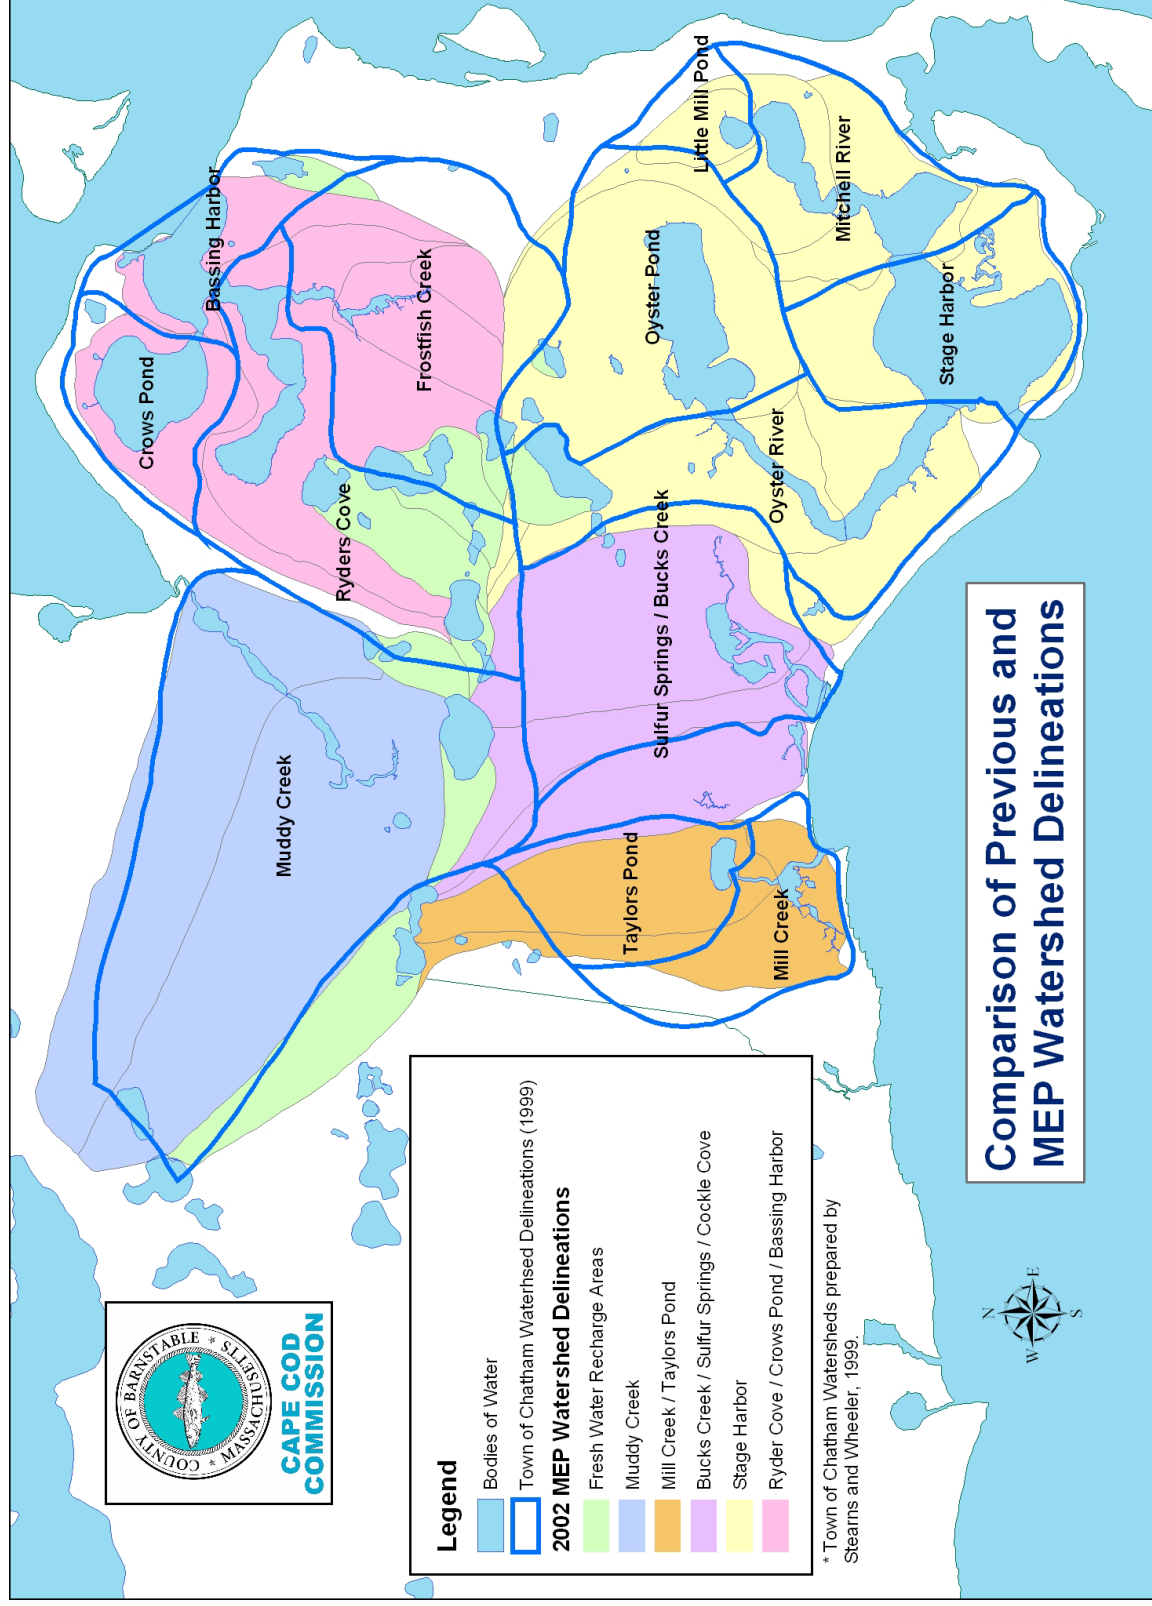 Crows Pond
Bassing Harbor
Ryders Cove
Frostfish Creek
Muddy Creek
Little Mill Pond
Mitchell River
Oyster Pond
Stage Harbor
Oyster River
Sulfur Springs / Bucks Creek
Taylors Pond
Mill Creek
COUNTY OF BARNSTABLE
* MASSACHUSETTS *
CAPE COD
COMMISSION
Legend
Bodies of Water
Town of Chatham Waterhsed Delineations (1999)
2002 MEP Watershed Delineations
Fresh Water Recharge Areas
Muddy Creek
Mill Creek / Taylors Pond
Bucks Creek / Sulfur Springs / Cockle Cove
Stage Harbor
Ryder Cove / Crows Pond / Bassing Harbor
* Town of Chatham Watersheds prepared by
Stearns and Wheeler, 1999.
N
W E
S
Comparison of Previous and
MEP Watershed Delineations